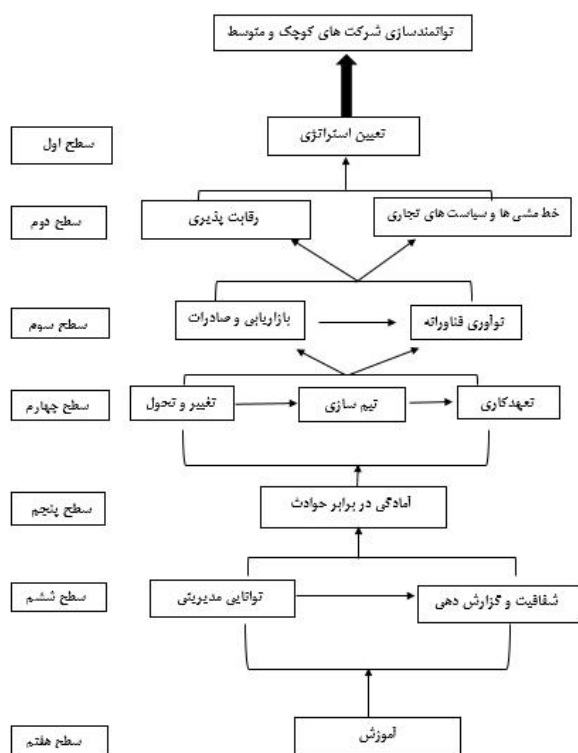 توانمندسازی شرکت های کوچک و متوسط
سطح اول
تعیین استراتژی
سطح دوم
خط مشی ها و سیاست های تجاری
رقابت پذیری
سطح سوم
نوآوری فناورانه
بازاریابی و صادرات
سطح چهارم
تعهدکاری
تیم سازی
تغییر و تحول
سطح پنجم
آمادگی در برابر حوادث
سطح ششم
شفافیت و گزارش دهی
توانایی مدیریتی
سطح هفتم
آموزش